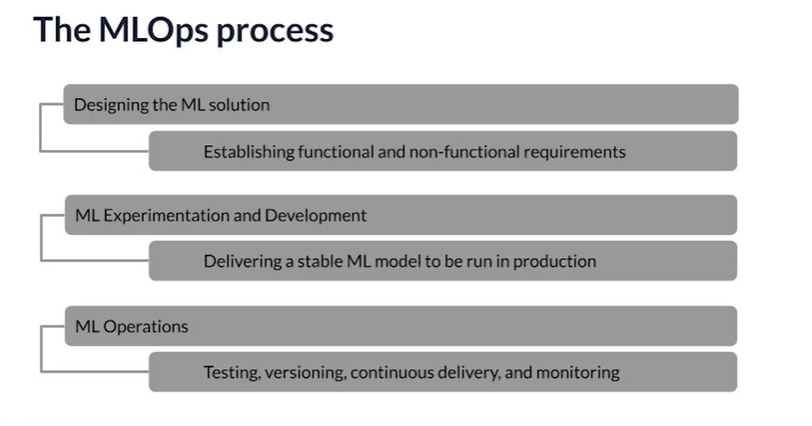 The MLOps process
Designing the ML solution
Establishing functional and non-functional requirements
ML Experimentation and Development
Delivering a stable ML model to be run in production
ML Operations
Testing, versioning, continuous delivery, and monitoring